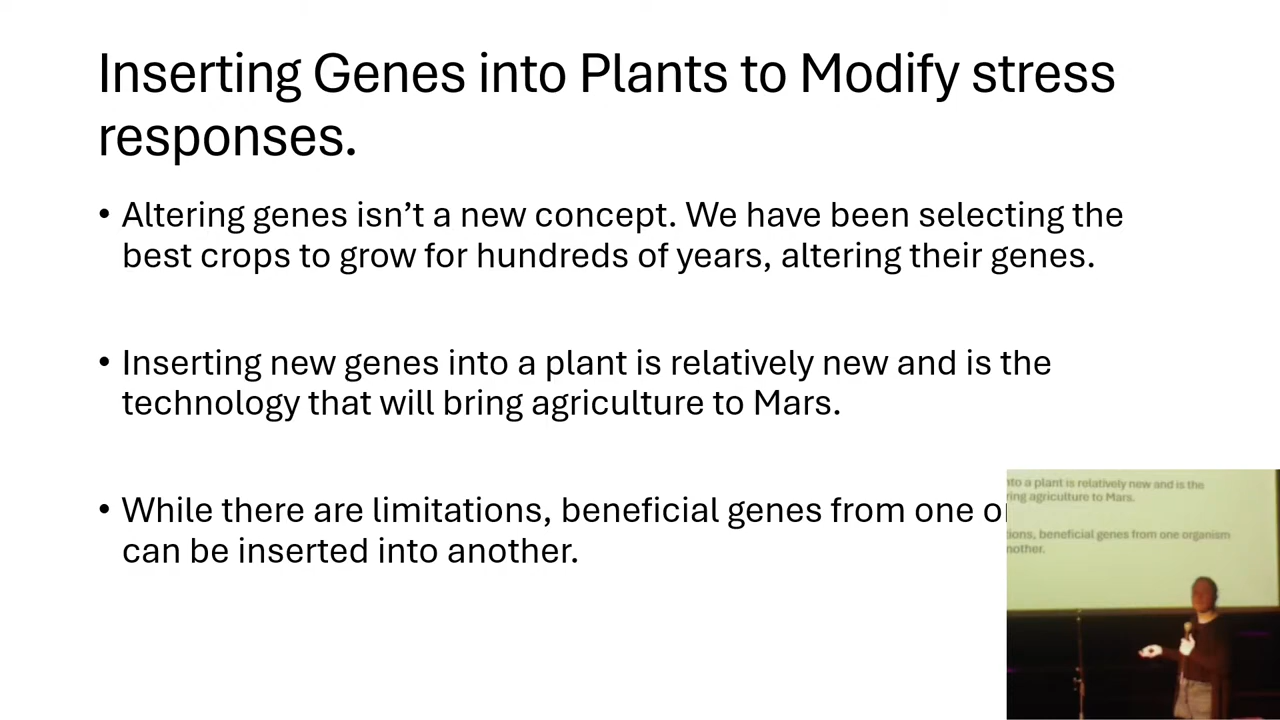 Inserting Genes into Plants to Modify stress
responses.
• Altering genes isn’t a new concept. We have been selecting the
best crops to grow for hundreds of years, altering their genes.
• Inserting new genes into a plant is relatively new and is the
technology that will bring agriculture to Mars.
• While there are limitations, beneficial genes from one or
can be inserted into another.
nto a plant is relatively new and is the
ring agriculture to Mars.
tions, beneficial genes from one organism
nother.